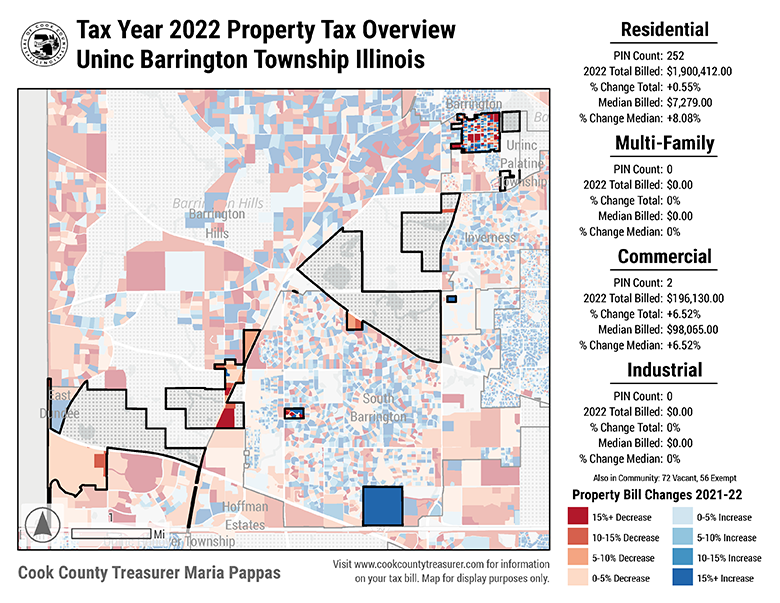 Tax Year 2022 Property Tax Overview
Uninc Barrington Township Illinois
Barrington
Ba
Uninc
Palatine
Township
Barrington Hills
Barrington
Hills
Inverness
East
Dundee
South
Barrington
Hoffman
Estates
er Township
1
Mi
Cook County Treasurer Maria Pappas
Visit www.cookcountytreasurer.com for information
on your tax bill. Map for display purposes only.
Residential
PIN Count: 252
2022 Total Billed: $1,900,412.00
% Change Total: +0.55%
Median Billed: $7,279.00
% Change Median: +8.08%
Multi-Family
PIN Count: 0
2022 Total Billed: $0.00
% Change Total: 0%
Median Billed: $0.00
% Change Median: 0%
Commercial
PIN Count: 2
2022 Total Billed: $196,130.00
% Change Total: +6.52%
Median Billed: $98,065.00
% Change Median: +6.52%
Industrial
PIN Count: 0
2022 Total Billed: $0.00
% Change Total: 0%
Median Billed: $0.00
% Change Median: 0%
Also in Community: 72 Vacant, 56 Exempt
Property Bill Changes 2021-22
15%+ Decrease
0-5% Increase
10-15% Decrease
5-10% Increase
5-10% Decrease
10-15% Increase
0-5% Decrease
15%+ Increase